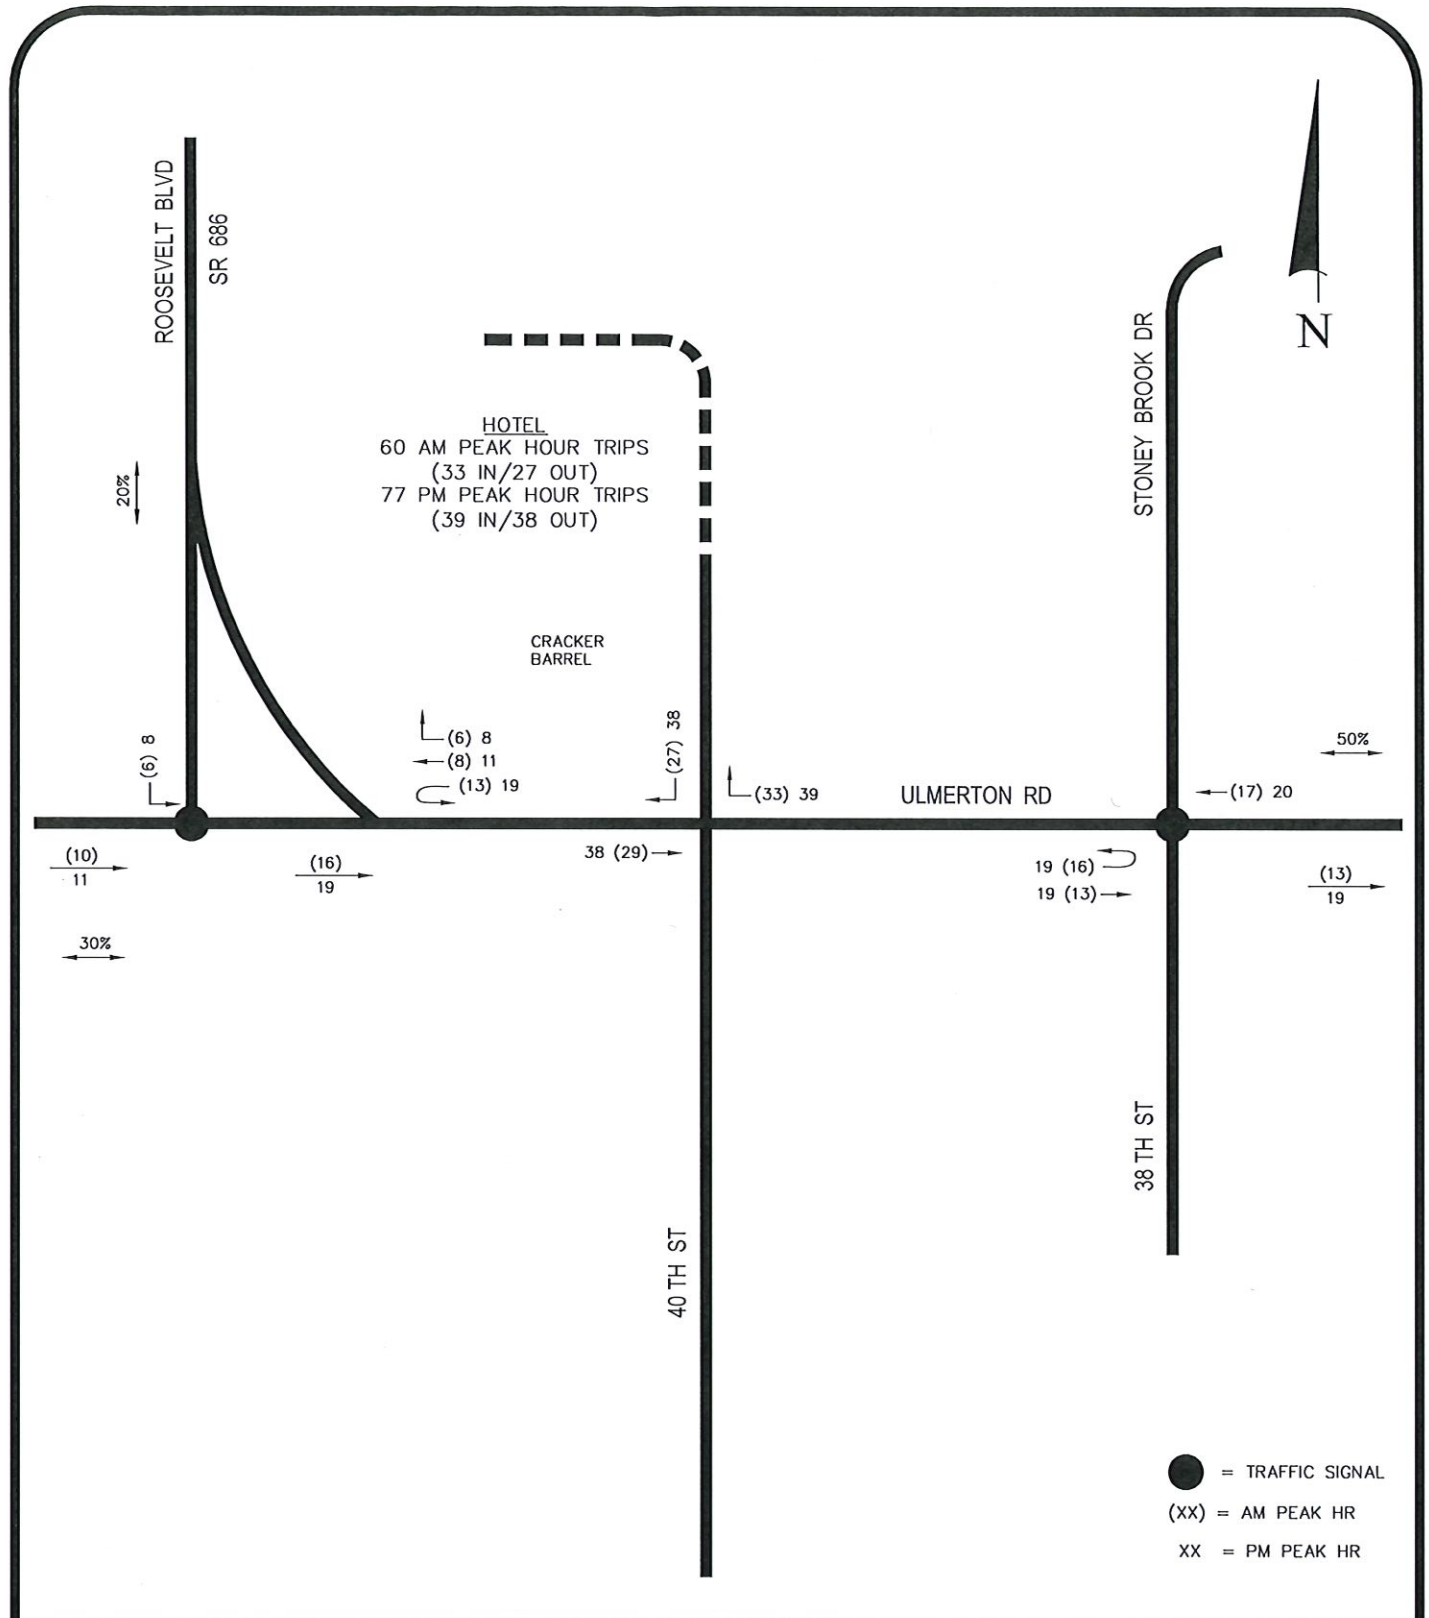 ROOSEVELT BLVD
SR 686
N
STONEY BROOK DR
HOTEL
60 AM PEAK HOUR TRIPS
(33 IN/27 OUT)
77 PM PEAK HOUR TRIPS
(39 IN/38 OUT)
20%
CRACKER
BARREL
(6) 8
(6) 8
(8) 11
(13) 19
(27) 38
(33) 39
ULMERTON RD
50%
(17) 20
(10)
11
(16)
19
38 (29)
19 (16)
19 (13)
(13)
19
30%
38 TH ST
40 TH ST
= TRAFFIC SIGNAL
(XX) = AM PEAK HR
XX = PM PEAK HR